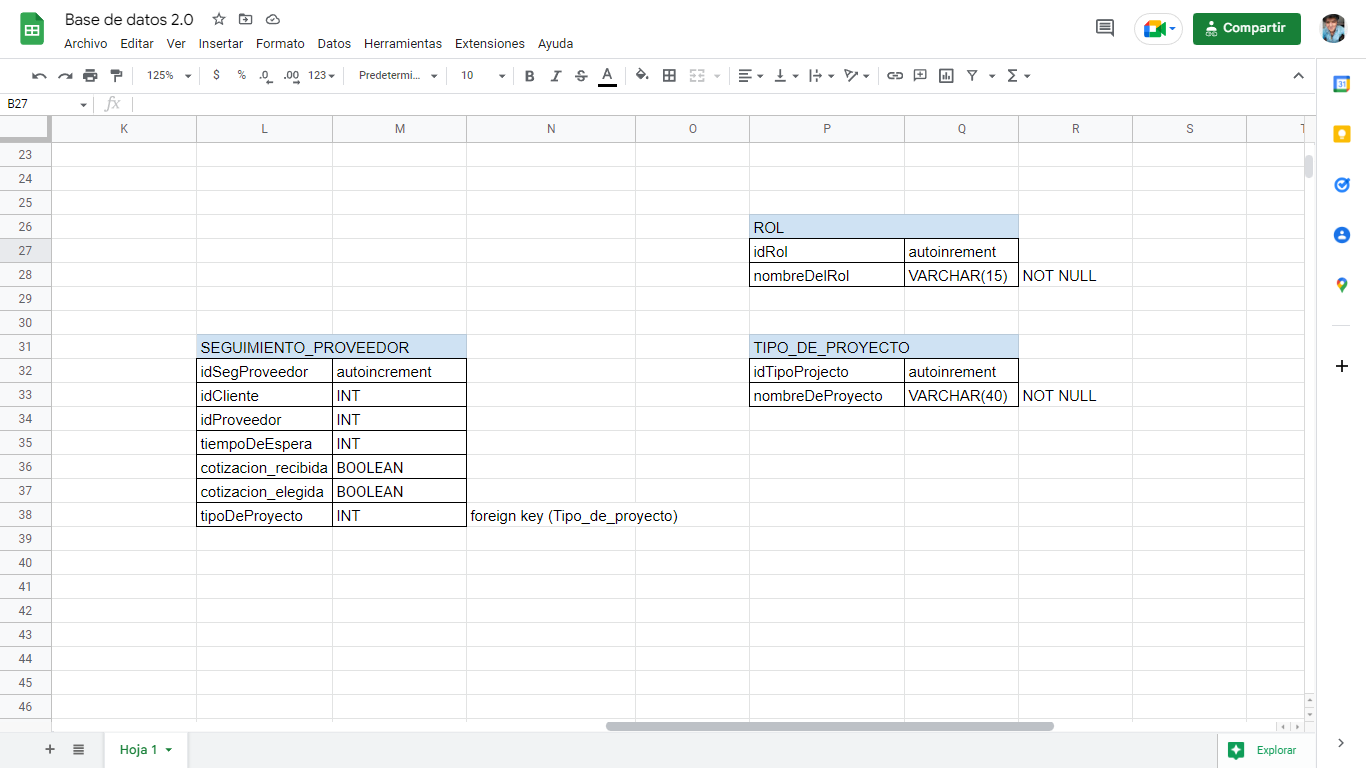 Base de datos 2.0
Archivo Editar Ver Insertar Formato Datos Herramientas Extensiones Ayuda
Compartir
125% $ % .0 .00 123 Predetermi... 10 B I S A
B27 fx
K L M N O P Q R S T
23
24
25
26 ROL
27 idRol autoinrement
28 nombreDelRol VARCHAR(15) NOT NULL
29
30
31 SEGUIMIENTO_PROVEEDOR TIPO_DE_PROYECTO
32 idSegProveedor autoincrement idTipoProjecto autoinrement
33 idCliente INT nombreDeProyecto VARCHAR(40) NOT NULL
34 idProveedor INT
35 tiempoDeEspera INT
36 cotizacion_recibida BOOLEAN
37 cotizacion_elegida BOOLEAN
38 tipoDeProyecto INT foreign key (Tipo_de_proyecto)
39
40
41
42
43
44
45
46
Hoja 1 Explorar
31